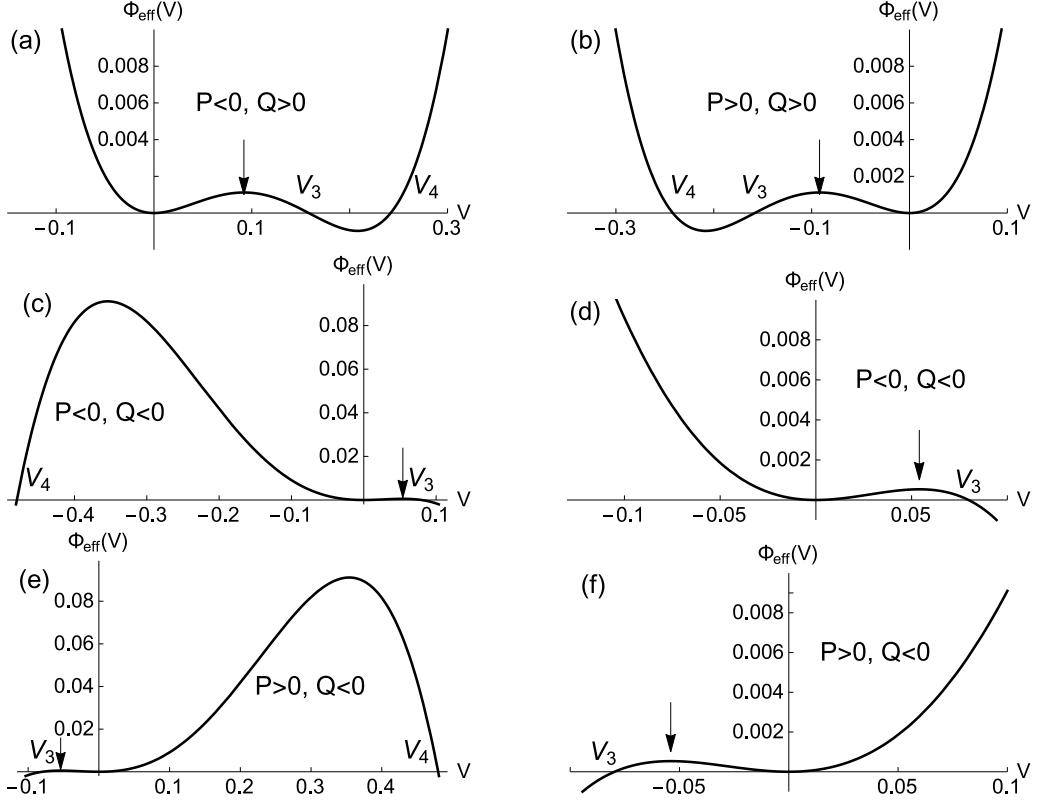 (a)
Φeff(V)
0.008
0.006
0.004
P<0, Q>0
V3
V4
V
−0.1
0.1
0.3
(b)
Φeff(V)
0.008
0.006
0.004
0.002
P>0, Q>0
V4
V3
V
−0.3
−0.1
0.1
(c)
Φeff(V)
0.08
0.06
0.04
0.02
P<0, Q<0
V4
V3
V
−0.4
−0.3
−0.2
−0.1
0.1
(d)
Φeff(V)
0.008
0.006
0.004
0.002
P<0, Q<0
V3
V
−0.1
−0.05
0.05
(e)
Φeff(V)
0.08
0.06
0.04
0.02
P>0, Q<0
V3
V4
V
−0.1
0.1
0.2
0.3
0.4
(f)
Φeff(V)
0.008
0.006
0.004
0.002
P>0, Q<0
V3
V
−0.05
0.05
0.1